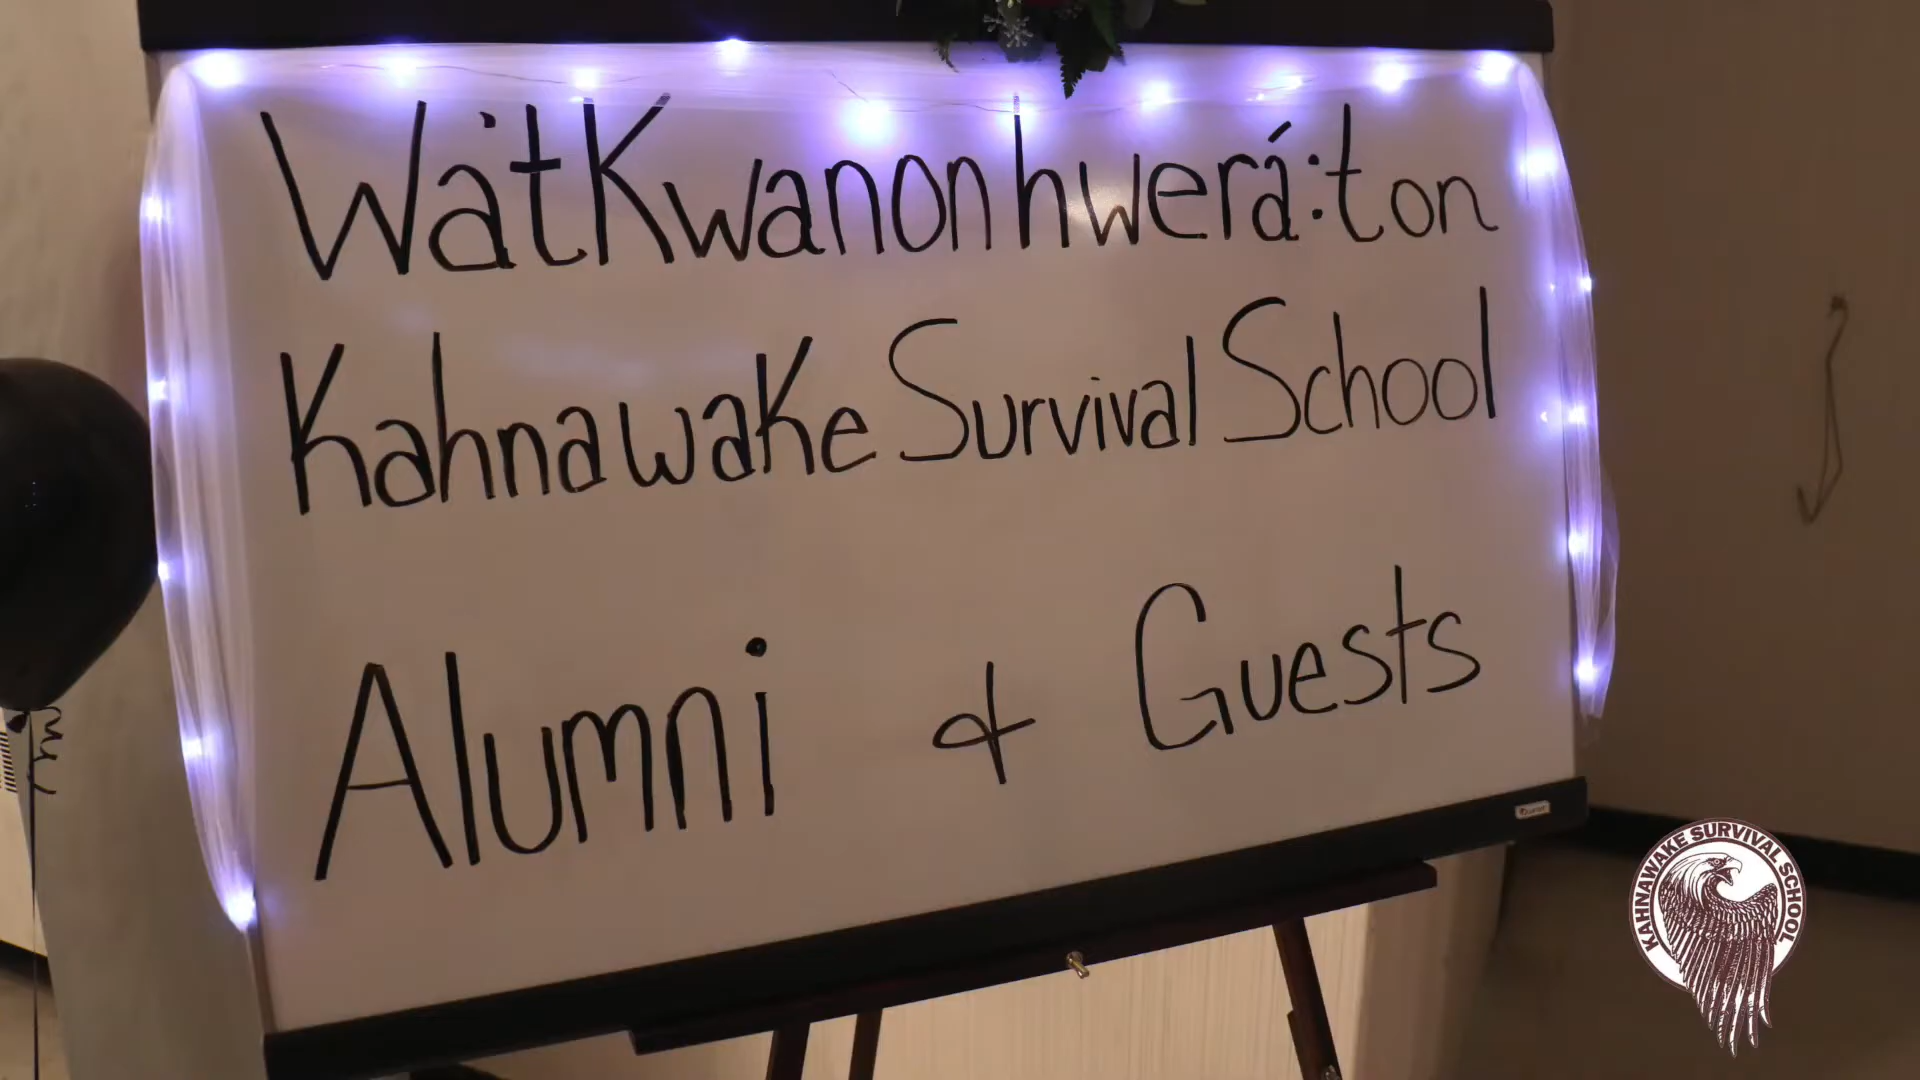 Wa'tKwanonhwerá:ton
Kahnawake Survival School
Alumni & Guests
KAHNAWAKE SURVIVAL SCHOOL